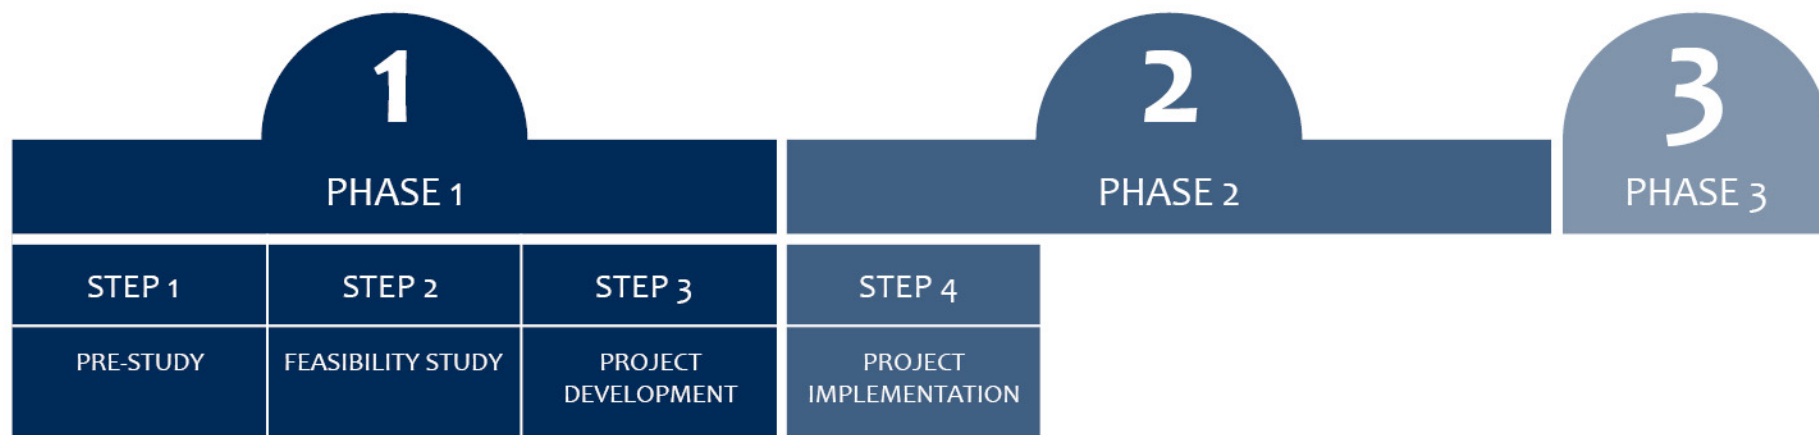 1
2
3
PHASE 1
PHASE 2
PHASE 3
STEP 1
STEP 2
STEP 3
STEP 4
PRE-STUDY
FEASIBILITY STUDY
PROJECT
DEVELOPMENT
PROJECT
IMPLEMENTATION